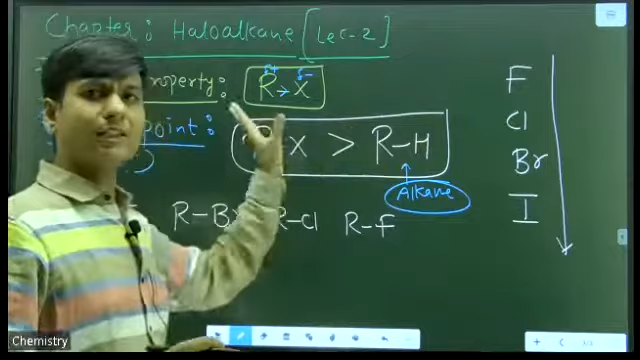 Chapter: Haloalkane [Lec-2]
property: R→X δ+ δ-
point: X > R-H
Alkane
R-B R-Cl R-F
F
Cl
Br
I
Chemistry